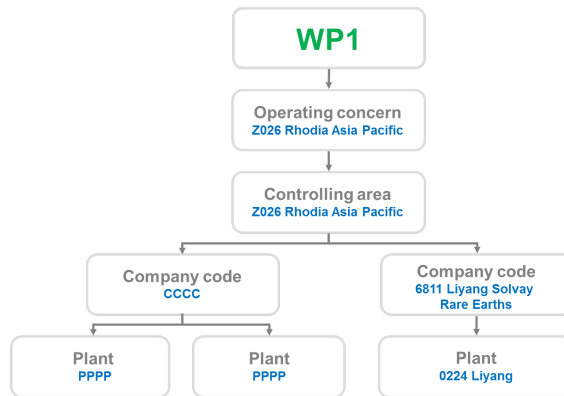 WP1
Operating concern
Z026 Rhodia Asia Pacific
Controlling area
Z026 Rhodia Asia Pacific
Company code
CCCC
Company code
6811 Liyang Solvay
Rare Earths
Plant
PPPP
Plant
PPPP
Plant
0224 Liyang